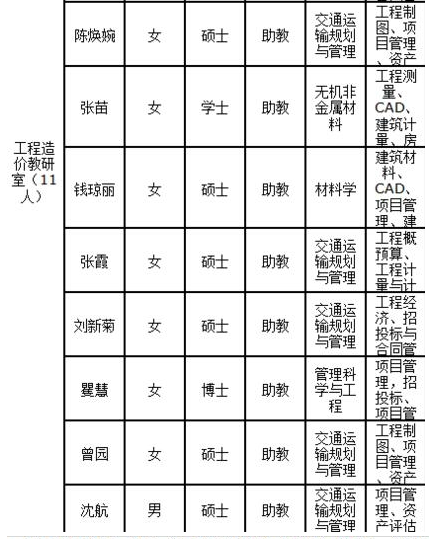 工程造
价教研
室（11
人）
陈焕婉
女
硕士
助教
交通运
输规划
与管理
工程制
图、项
目管理
、资产
张苗
女
学士
助教
无机非
金属材
料
工程测
量、
CAD、
建筑计
量、房
钱琼丽
女
硕士
助教
材料学
建筑材
料、
CAD、
项目管
理、建
张霞
女
硕士
助教
交通运
输规划
与管理
工程概
预算、
工程计
量与计
刘新菊
女
硕士
助教
交通运
输规划
与管理
工程经
济、招
投标与
合同管
瞿慧
女
博士
助教
管理科
学与工
程
项目管
理，招
投标、
项目管
曾园
女
硕士
助教
交通运
输规划
与管理
工程制
图、项
目管理
、资产
沈航
男
硕士
助教
交通运
输规划
与管理
项目管
理、资
产评估